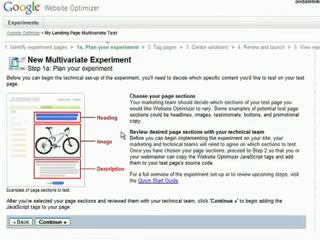 andaleblk
Google Website Optimizer
Experiments
Website Optimizer > My Landing Page Multivariate Test
1. Identify experiment pages > 1a. Plan your experiment > 2. Tag pages > 3. Create variations > 4. Review and launch > 5. View re
New Multivariate Experiment
Step 1a: Plan your experiment
Before you begin the technical set-up of the experiment, you'll need to decide which specific content you'd like to test on your test
page.
Choose your page sections
Your marketing team should decide which sections of your test page you
would like Website Optimizer to vary. Some examples of potential test page
sections could be headlines, images, testimonials, buttons, and promotional
copy.
Heading
Review desired page sections with your technical team
Before you can begin implementing the experiment on your site, your
marketing and technical teams will need to agree on which sections to test.
Image
Once you have chosen your page sections, proceed to Step 2 so that you or
your webmaster can copy the Website Optimizer JavaScript tags and add
them to your test page's source code.
Description
For a full overview of the experiment set-up or to review upcoming steps, visit
the Quick Start Guide.
Examples of page sections to test.
After you've selected your page sections and reviewed them with your technical team, click "Continue »" to begin adding the
JavaScript tags to your page.
« Back
Continue »